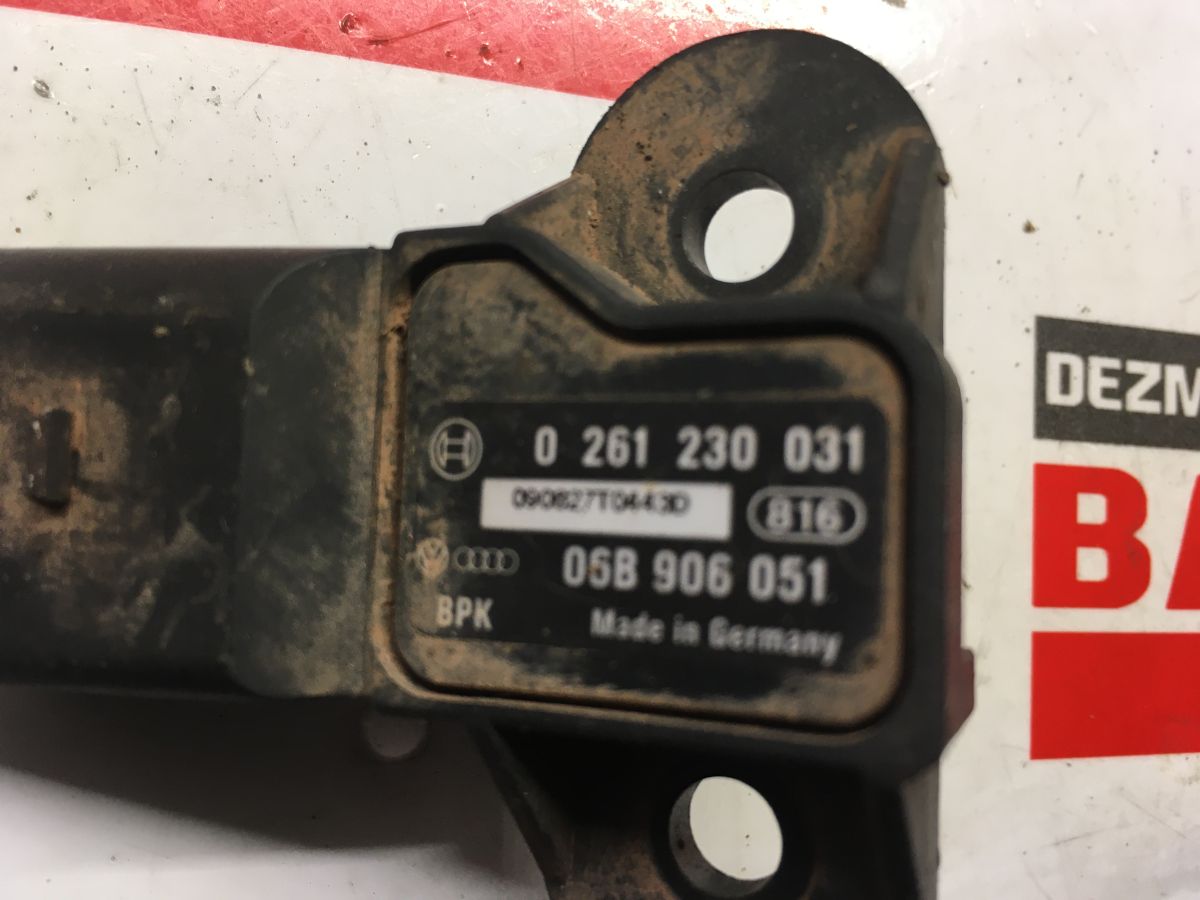 0 261 230 031
090827T0443D
816
06B 906 051
BPK
Made in Germany
DEZM
BA